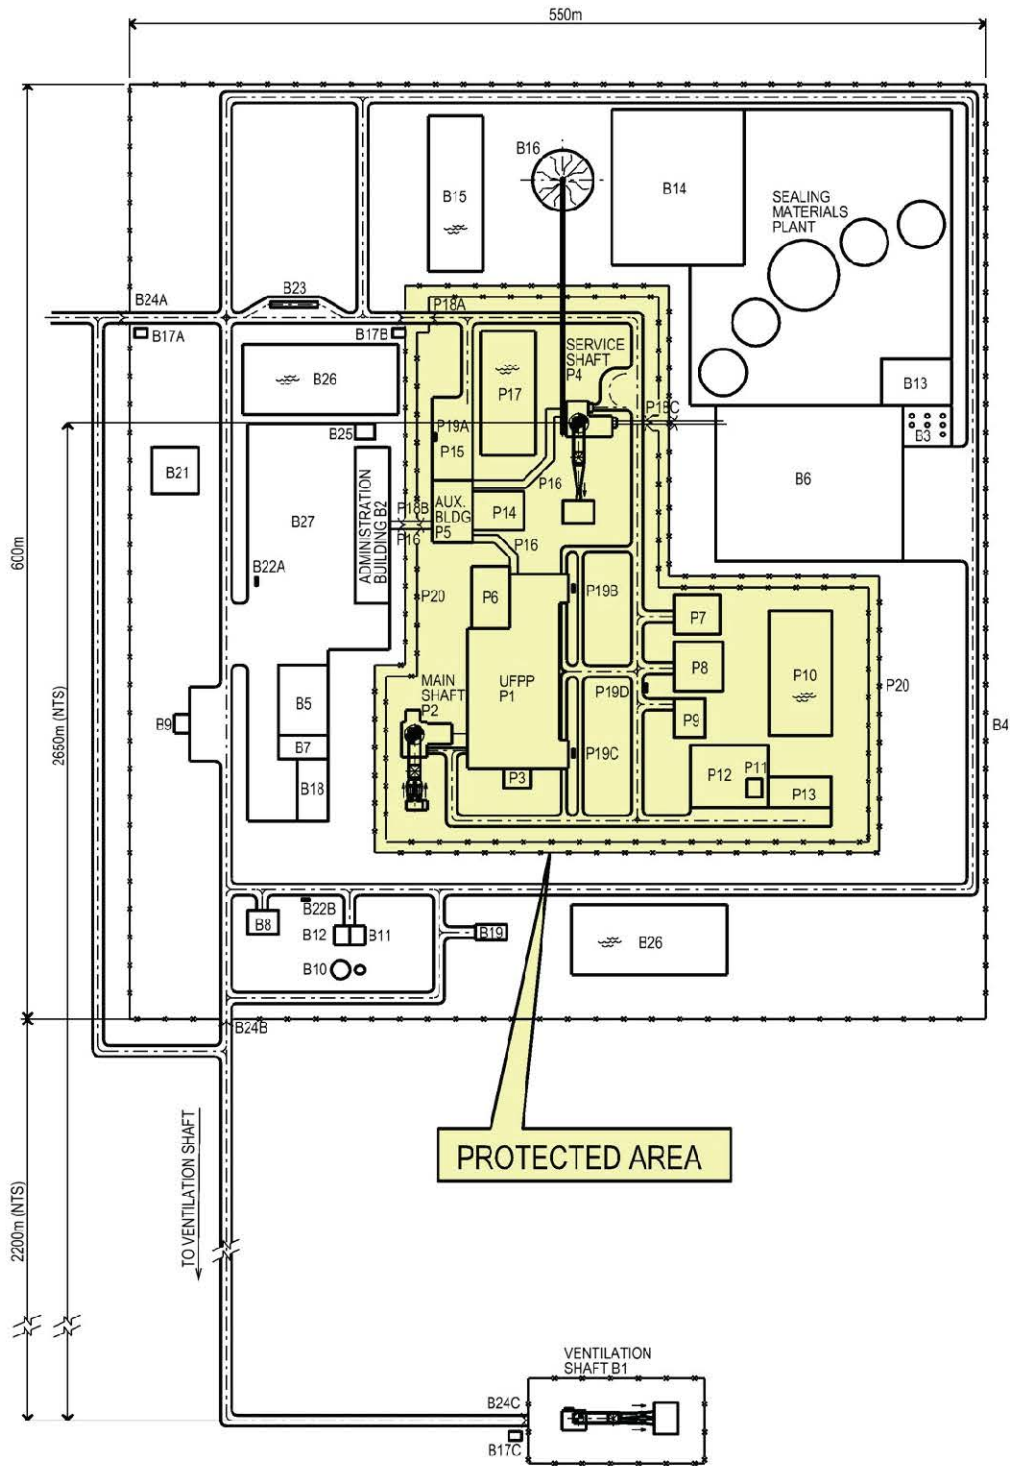 550m
B16
B15
B14
SEALING
MATERIALS
PLANT
B24A
B23
P18A
B17A
B17B
SERVICE
SHAFT
P4
B26
P17
B13
P18C
B25
P19A
P15
B3
B21
B6
600m
B27
ADMINISTRATION
BUILDING B2
P18B
P16
AUX.
BLDG
P5
P14
P16
P16
B22A
P20
P6
P19B
P7
P8
P10
MAIN
SHAFT
P2
UFPP
P1
P19D
P20
B5
P9
B9
B4
2650m (NTS)
B7
P19C
P3
P12
P11
P13
B18
B22B
B8
B12
B11
B19
B26
B10
B24B
PROTECTED AREA
TO VENTILATION SHAFT
2200m (NTS)
VENTILATION
SHAFT B1
B24C
B17C